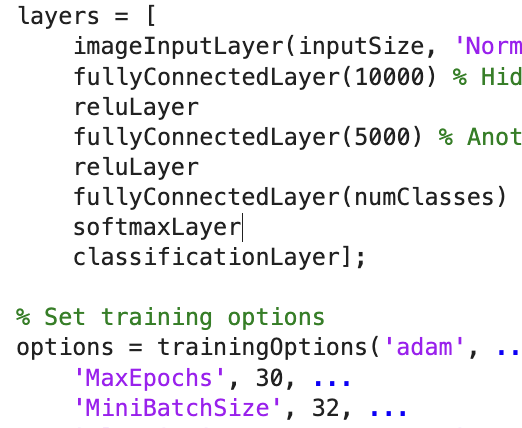 layers = [
imageInputLayer(inputSize, 'Norm
fullyConnectedLayer(10000) % Hid
reluLayer
fullyConnectedLayer(5000) % Anot
reluLayer
fullyConnectedLayer(numClasses)
softmaxLayer
classificationLayer];
% Set training options
options = trainingOptions('adam', ..
'MaxEpochs', 30, ...
'MiniBatchSize', 32, ...